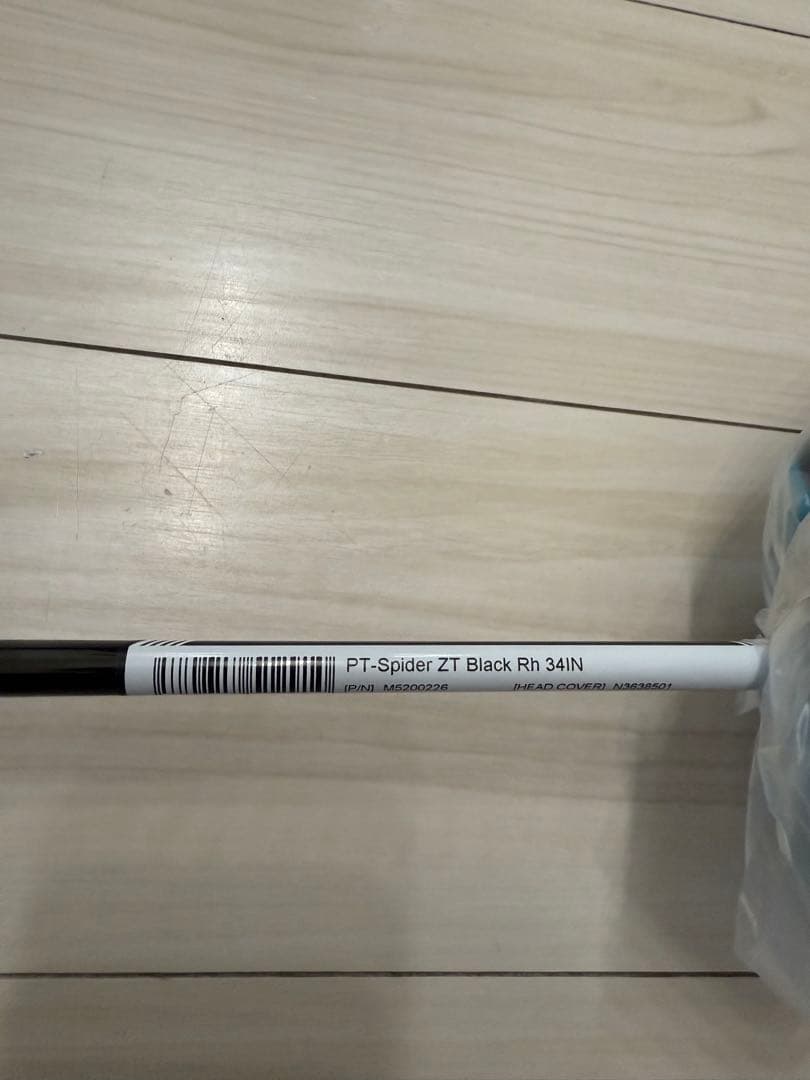 PT-Spider ZT Black Rh 34IN
[P/N] M5200226 [HEAD COVER] N3638501